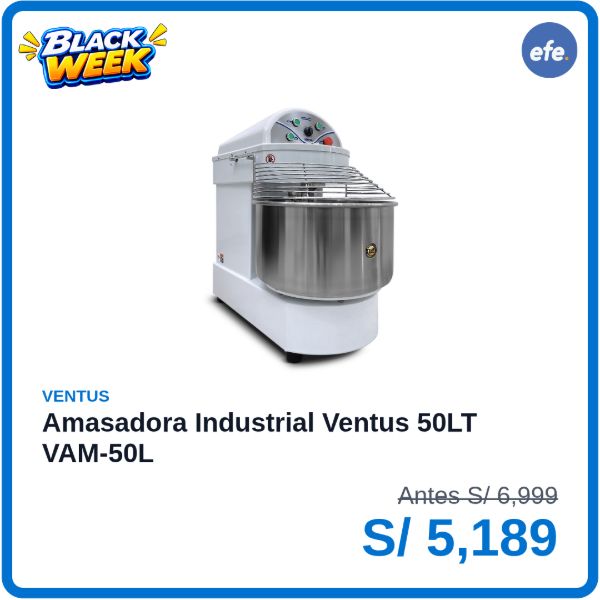 BLACK
WEEK
efe.
VENTUS
Amasadora Industrial Ventus 50LT
VAM-50L
Antes S/ 6,999
S/ 5,189